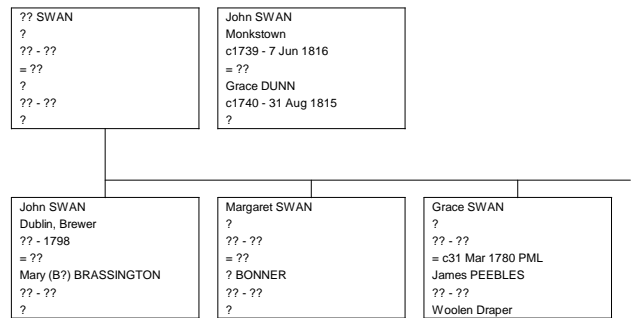 ?? SWAN
?
?? - ??
= ??
?
?? - ??
?
John SWAN
Monkstown
c1739 - 7 Jun 1816
= ??
Grace DUNN
c1740 - 31 Aug 1815
?
John SWAN
Dublin, Brewer
?? - 1798
= ??
Mary (B?) BRASSINGTON
?? - ??
?
Margaret SWAN
?
?? - ??
= ??
? BONNER
?? - ??
?
Grace SWAN
?
?? - ??
= c31 Mar 1780 PML
James PEEBLES
?? - ??
Woolen Draper